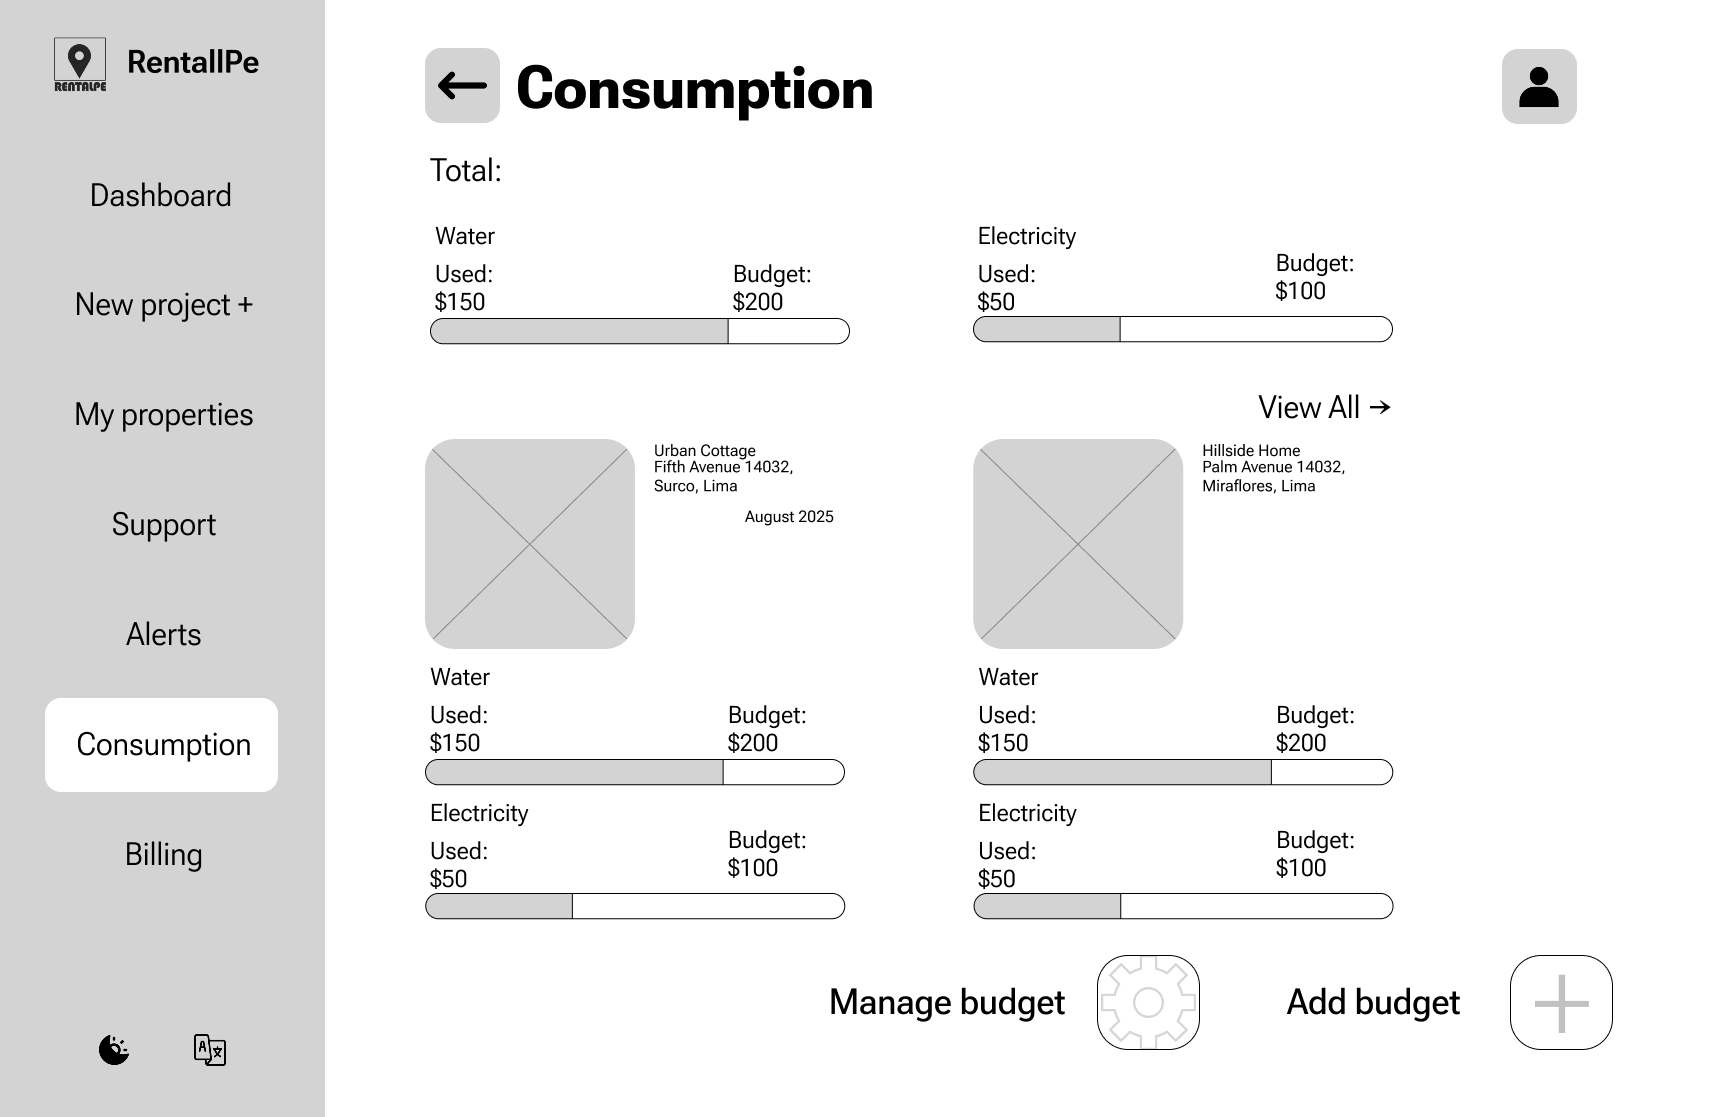 RENTALPE
RentallPe
Dashboard
New project +
My properties
Support
Alerts
Consumption
Billing
A文
Consumption
Total:
Water
Used:
$150
Budget:
$200
Electricity
Used:
$50
Budget:
$100
View All →
Urban Cottage
Fifth Avenue 14032,
Surco, Lima
August 2025
Hillside Home
Palm Avenue 14032,
Miraflores, Lima
Water
Used:
$150
Budget:
$200
Electricity
Used:
$50
Budget:
$100
Water
Used:
$150
Budget:
$200
Electricity
Used:
$50
Budget:
$100
Manage budget
Add budget